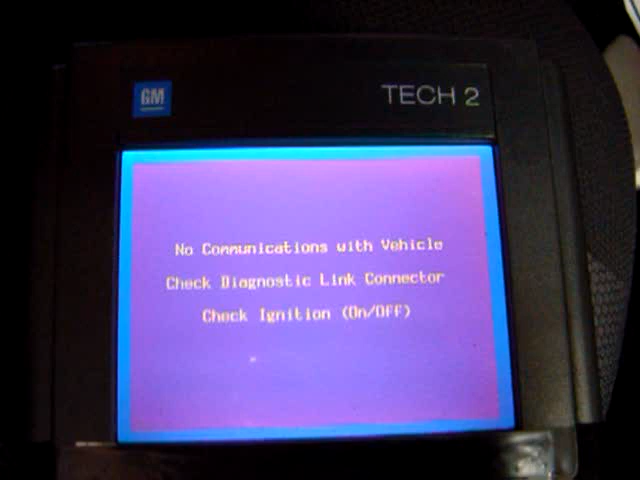 GM
TECH 2
No Communications with Vehicle
Check Diagnostic Link Connector
Check Ignition (On/Off)